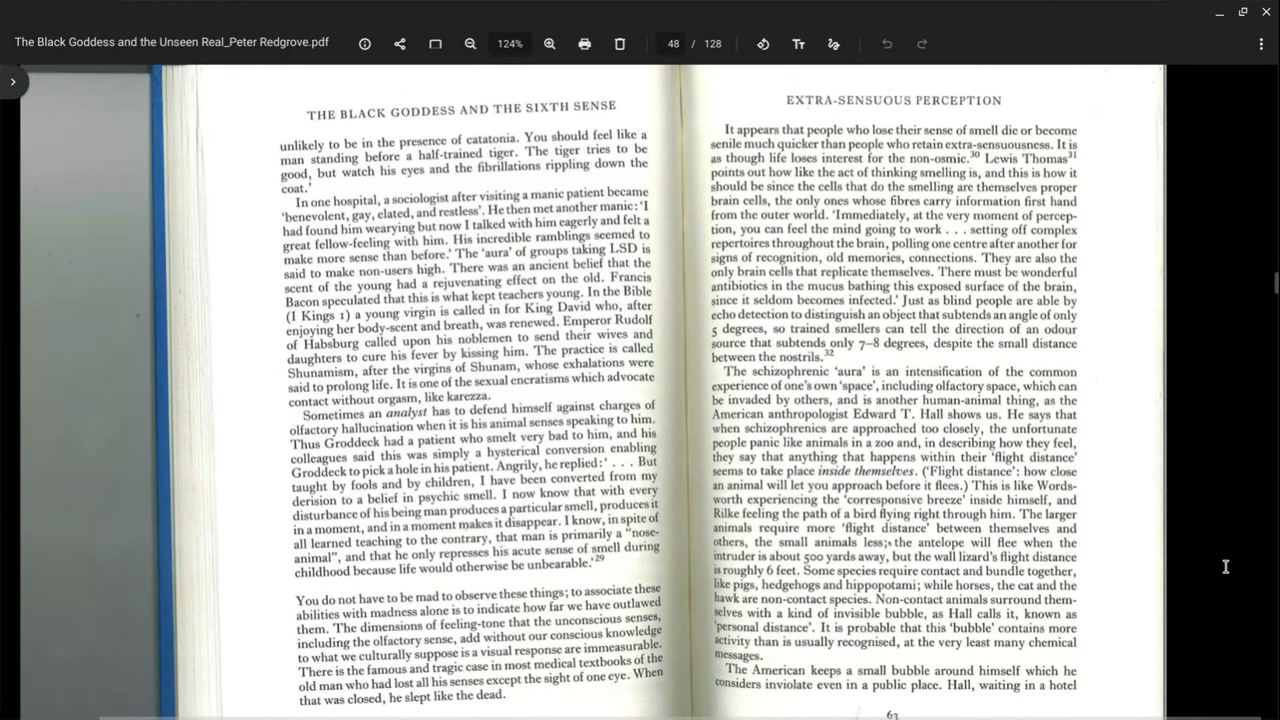 The Black Goddess and the Unseen Real_Peter Redgrove.pdf
124%
48 / 128
THE BLACK GODDESS AND THE SIXTH SENSE
unlikely to be in the presence of catatonia. You should feel like a
man standing before a half-trained tiger. The tiger tries to be
good, but watch his eyes and the fibrillations rippling down the
coat.'
In one hospital, a sociologist after visiting a manic patient became
'benevolent, gay, elated, and restless'. He then met another manic: 'I
had found him wearying but now I talked with him eagerly and felt a
great fellow-feeling with him. His incredible ramblings seemed to
make more sense than before.' The 'aura' of groups taking LSD is
said to make non-users high. There was an ancient belief that the
scent of the young had a rejuvenating effect on the old. Francis
Bacon speculated that this is what kept teachers young. In the Bible
(I Kings 1) a young virgin is called in for King David who, after
enjoying her body-scent and breath, was renewed. Emperor Rudolf
of Habsburg called upon his noblemen to send their wives and
daughters to cure his fever by kissing him. The practice is called
Shunamism, after the virgins of Shunam, whose exhalations were
said to prolong life. It is one of the sexual encratisms which advocate
contact without orgasm, like karezza.
Sometimes an analyst has to defend himself against charges of
olfactory hallucination when it is his animal senses speaking to him.
Thus Groddeck had a patient who smelt very bad to him, and his
colleagues said this was simply a hysterical conversion enabling
Groddeck to pick a hole in his patient. Angrily, he replied: ' . . . But
taught by fools and by children, I have been converted from my
derision to a belief in psychic smell. I now know that with every
disturbance of his being man produces a particular smell, produces it
in a moment, and in a moment makes it disappear. I know, in spite of
all learned teaching to the contrary, that man is primarily a "nose-
animal", and that he only represses his acute sense of smell during
childhood because life would otherwise be unbearable.'29
You do not have to be mad to observe these things; to associate these
abilities with madness alone is to indicate how far we have outlawed
them. The dimensions of feeling-tone that the unconscious senses,
including the olfactory sense, add without our conscious knowledge
to what we culturally suppose is a visual response are immeasurable.
There is the famous and tragic case in most medical textbooks of the
old man who had lost all his senses except the sight of one eye. When
that was closed, he slept like the dead.
EXTRA-SENSUOUS PERCEPTION
It appears that people who lose their sense of smell die or become
senile much quicker than people who retain extra-sensuousness. It is
as though life loses interest for the non-osmic.30 Lewis Thomas31
points out how like the act of thinking smelling is, and this is how it
should be since the cells that do the smelling are themselves proper
brain cells, the only ones whose fibres carry information first hand
from the outer world. 'Immediately, at the very moment of percep-
tion, you can feel the mind going to work . . . setting off complex
repertoires throughout the brain, polling one centre after another for
signs of recognition, old memories, connections. They are also the
only brain cells that replicate themselves. There must be wonderful
antibiotics in the mucus bathing this exposed surface of the brain,
since it seldom becomes infected.' Just as blind people are able by
echo detection to distinguish an object that subtends an angle of only
5 degrees, so trained smellers can tell the direction of an odour
source that subtends only 7–8 degrees, despite the small distance
between the nostrils.32
The schizophrenic 'aura' is an intensification of the common
experience of one's own 'space', including olfactory space, which can
be invaded by others, and is another human-animal thing, as the
American anthropologist Edward T. Hall shows us. He says that
when schizophrenics are approached too closely, the unfortunate
people panic like animals in a zoo and, in describing how they feel,
they say that anything that happens within their 'flight distance'
seems to take place inside themselves. ('Flight distance': how close
an animal will let you approach before it flees.) This is like Words-
worth experiencing the 'corresponsive breeze' inside himself, and
Rilke feeling the path of a bird flying right through him. The larger
animals require more 'flight distance' between themselves and
others, the small animals less; the antelope will flee when the
intruder is about 500 yards away, but the wall lizard's flight distance
is roughly 6 feet. Some species require contact and bundle together,
like pigs, hedgehogs and hippopotami; while horses, the cat and the
hawk are non-contact species. Non-contact animals surround them-
selves with a kind of invisible bubble, as Hall calls it, known as
'personal distance'. It is probable that this 'bubble' contains more
activity than is usually recognised, at the very least many chemical
messages.
The American keeps a small bubble around himself which he
considers inviolate even in a public place. Hall, waiting in a hotel
63